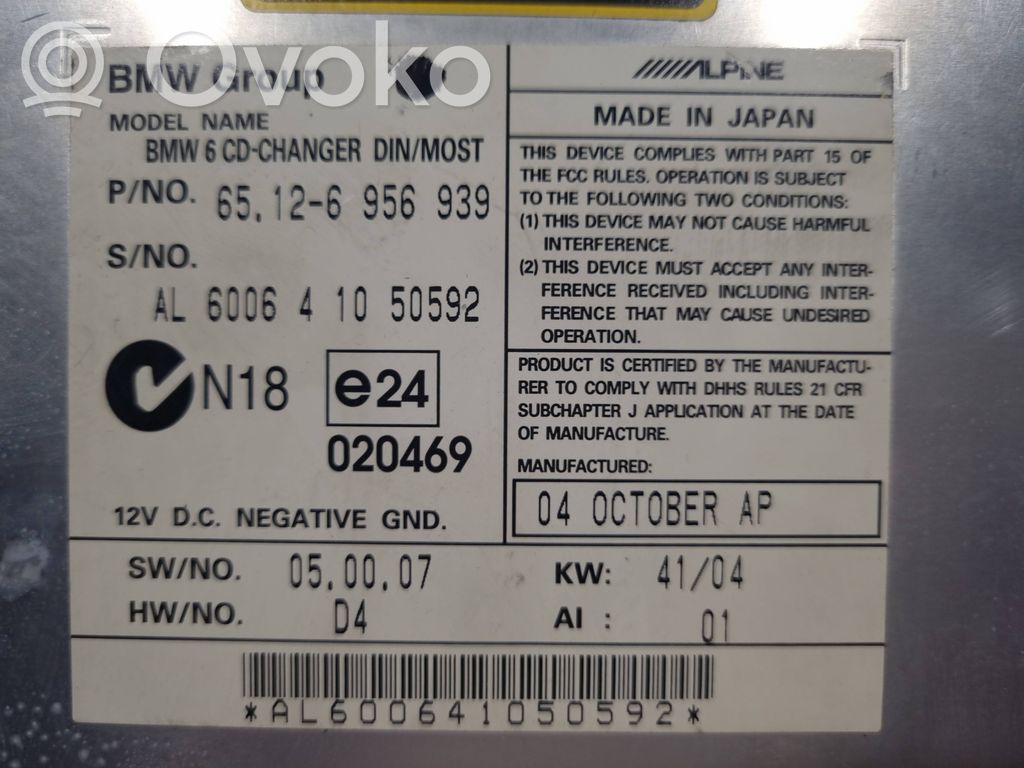 Ovoko
BMW Group
MODEL NAME
BMW 6 CD-CHANGER DIN/MOST
P/NO. 65.12-6 956 939
S/NO.
AL 6006 4 10 50592
N18
e24
020469
12V D.C. NEGATIVE GND.
ALPINE
MADE IN JAPAN
THIS DEVICE COMPLIES WITH PART 15 OF
THE FCC RULES. OPERATION IS SUBJECT
TO THE FOLLOWING TWO CONDITIONS:
(1) THIS DEVICE MAY NOT CAUSE HARMFUL
INTERFERENCE.
(2) THIS DEVICE MUST ACCEPT ANY INTER-
FERENCE RECEIVED INCLUDING INTER-
FERENCE THAT MAY CAUSE UNDESIRED
OPERATION.
PRODUCT IS CERTIFIED BY THE MANUFACTU-
RER TO COMPLY WITH DHHS RULES 21 CFR
SUBCHAPTER J APPLICATION AT THE DATE
OF MANUFACTURE.
MANUFACTURED:
04 OCTOBER AP
SW/NO. 05.00.07 KW: 41/04
HW/NO. D4 AI : 01
*AL600641050592*